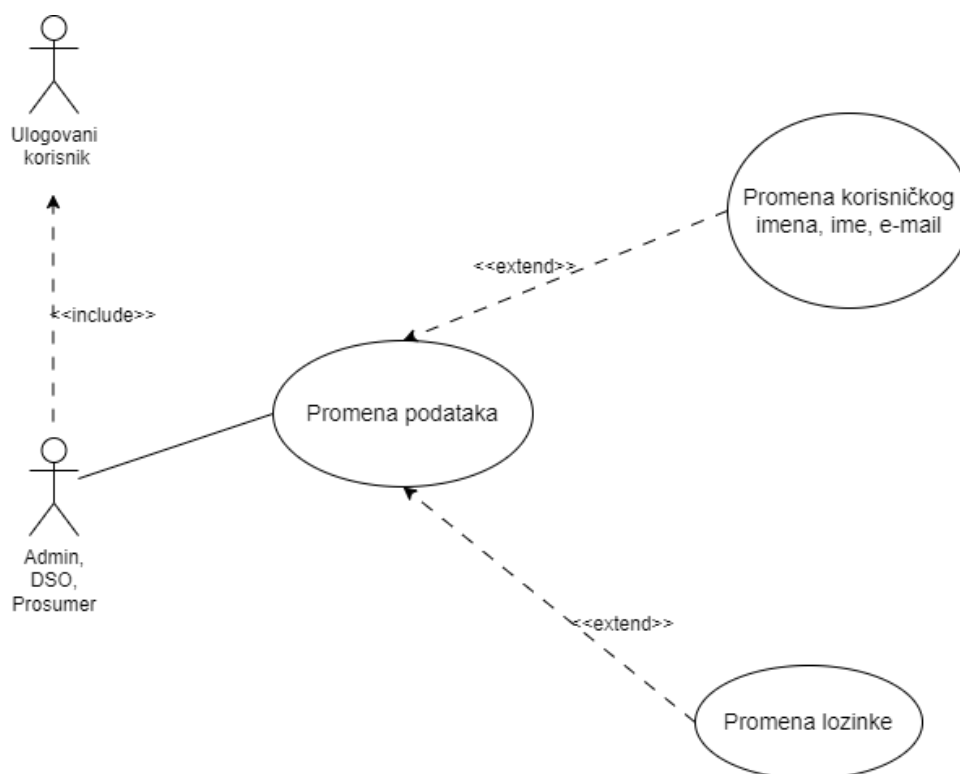 Ulogovani
korisnik
Promena korisničkog
imena, ime, e-mail
<<extend>>
<<include>>
Promena podataka
Admin,
DSO,
Prosumer
<<extend>>
Promena lozinke